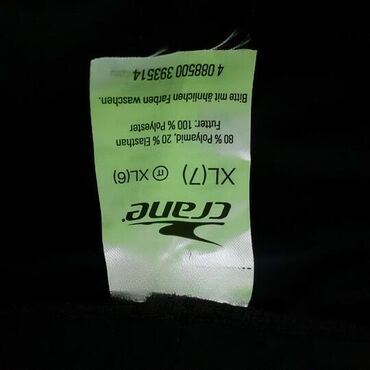 crane
XL(7) IT XL(6)
80 % Polyamid, 20 % Elasthan
Futter: 100 % Polyester
Bitte mit ähnlichen Farben waschen.
4 088500 393514